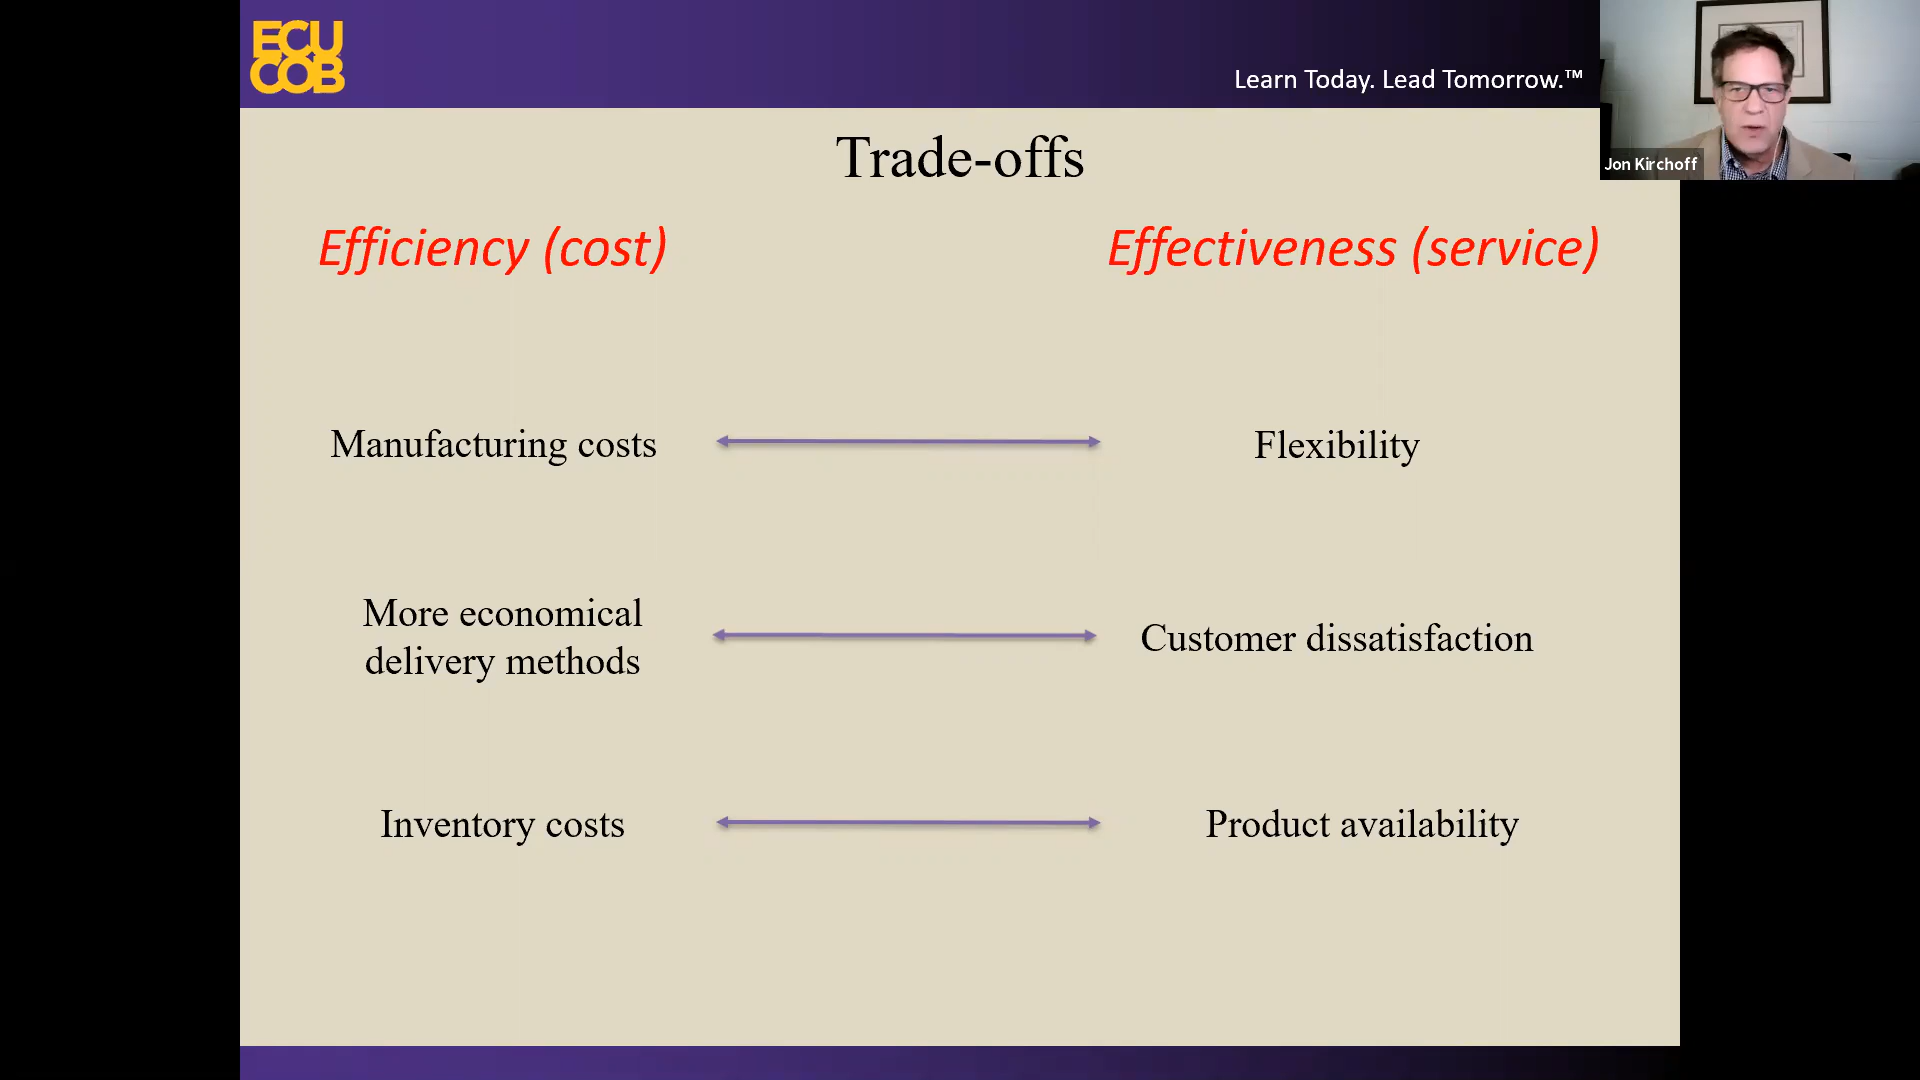 ECU
COB
Learn Today. Lead Tomorrow.™
Jon Kirchoff
Trade-offs
Efficiency (cost)
Effectiveness (service)
Manufacturing costs
Flexibility
More economical
delivery methods
Customer dissatisfaction
Inventory costs
Product availability